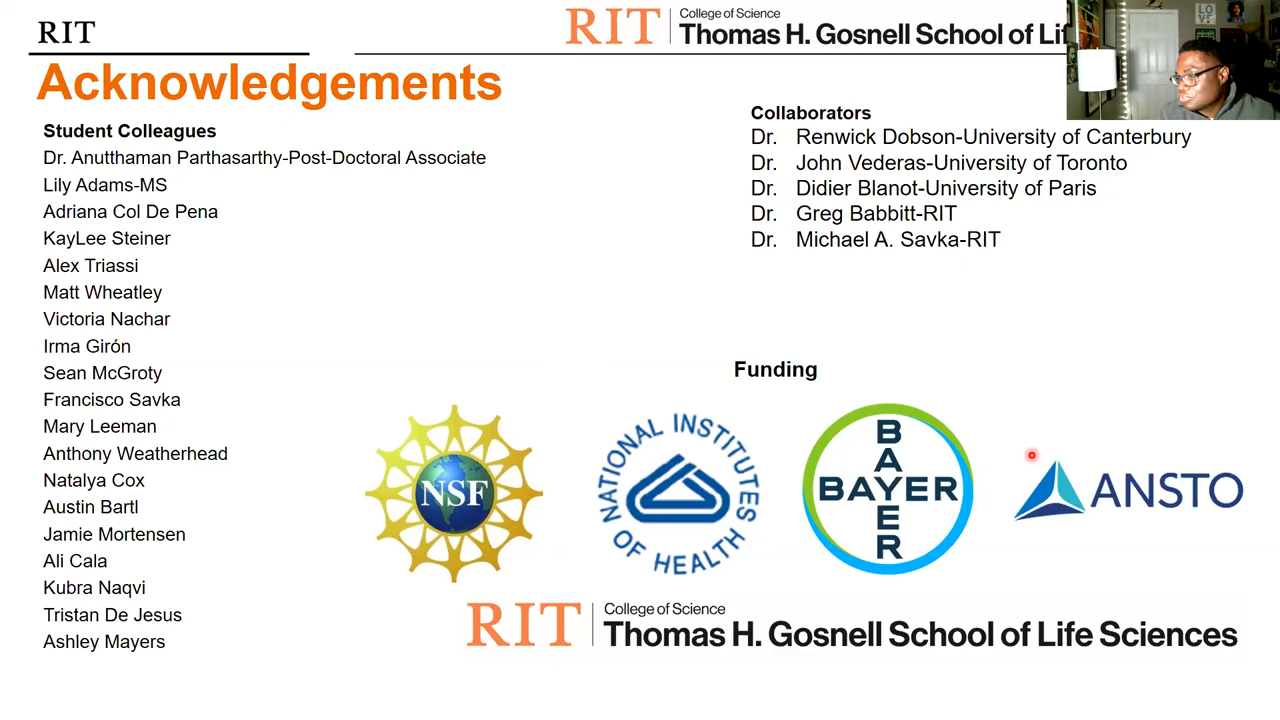 RIT
RIT
College of Science
Thomas H. Gosnell School of Lif
LOVE
Acknowledgements
Student Colleagues
Dr. Anutthaman Parthasarthy-Post-Doctoral Associate
Lily Adams-MS
Adriana Col De Pena
KayLee Steiner
Alex Triassi
Matt Wheatley
Victoria Nachar
Irma Girón
Sean McGroty
Francisco Savka
Mary Leeman
Anthony Weatherhead
Natalya Cox
Austin Bartl
Jamie Mortensen
Ali Cala
Kubra Naqvi
Tristan De Jesus
Ashley Mayers
Collaborators
Dr. Renwick Dobson-University of Canterbury
Dr. John Vederas-University of Toronto
Dr. Didier Blanot-University of Paris
Dr. Greg Babbitt-RIT
Dr. Michael A. Savka-RIT
Funding
NSF
NATIONAL INSTITUTES OF HEALTH
BAYER
BAYER
ANSTO
RIT
College of Science
Thomas H. Gosnell School of Life Sciences